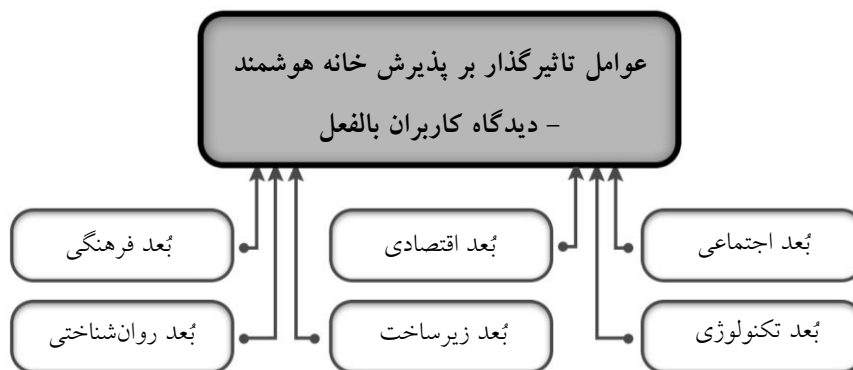 عوامل تاثیرگذار بر پذیرش خانه هوشمند
– دیدگاه کاربران بالفعل
بُعد اجتماعی
بُعد اقتصادی
بُعد فرهنگی
بُعد تکنولوژی
بُعد زیرساخت
بُعد روان‌شناختی